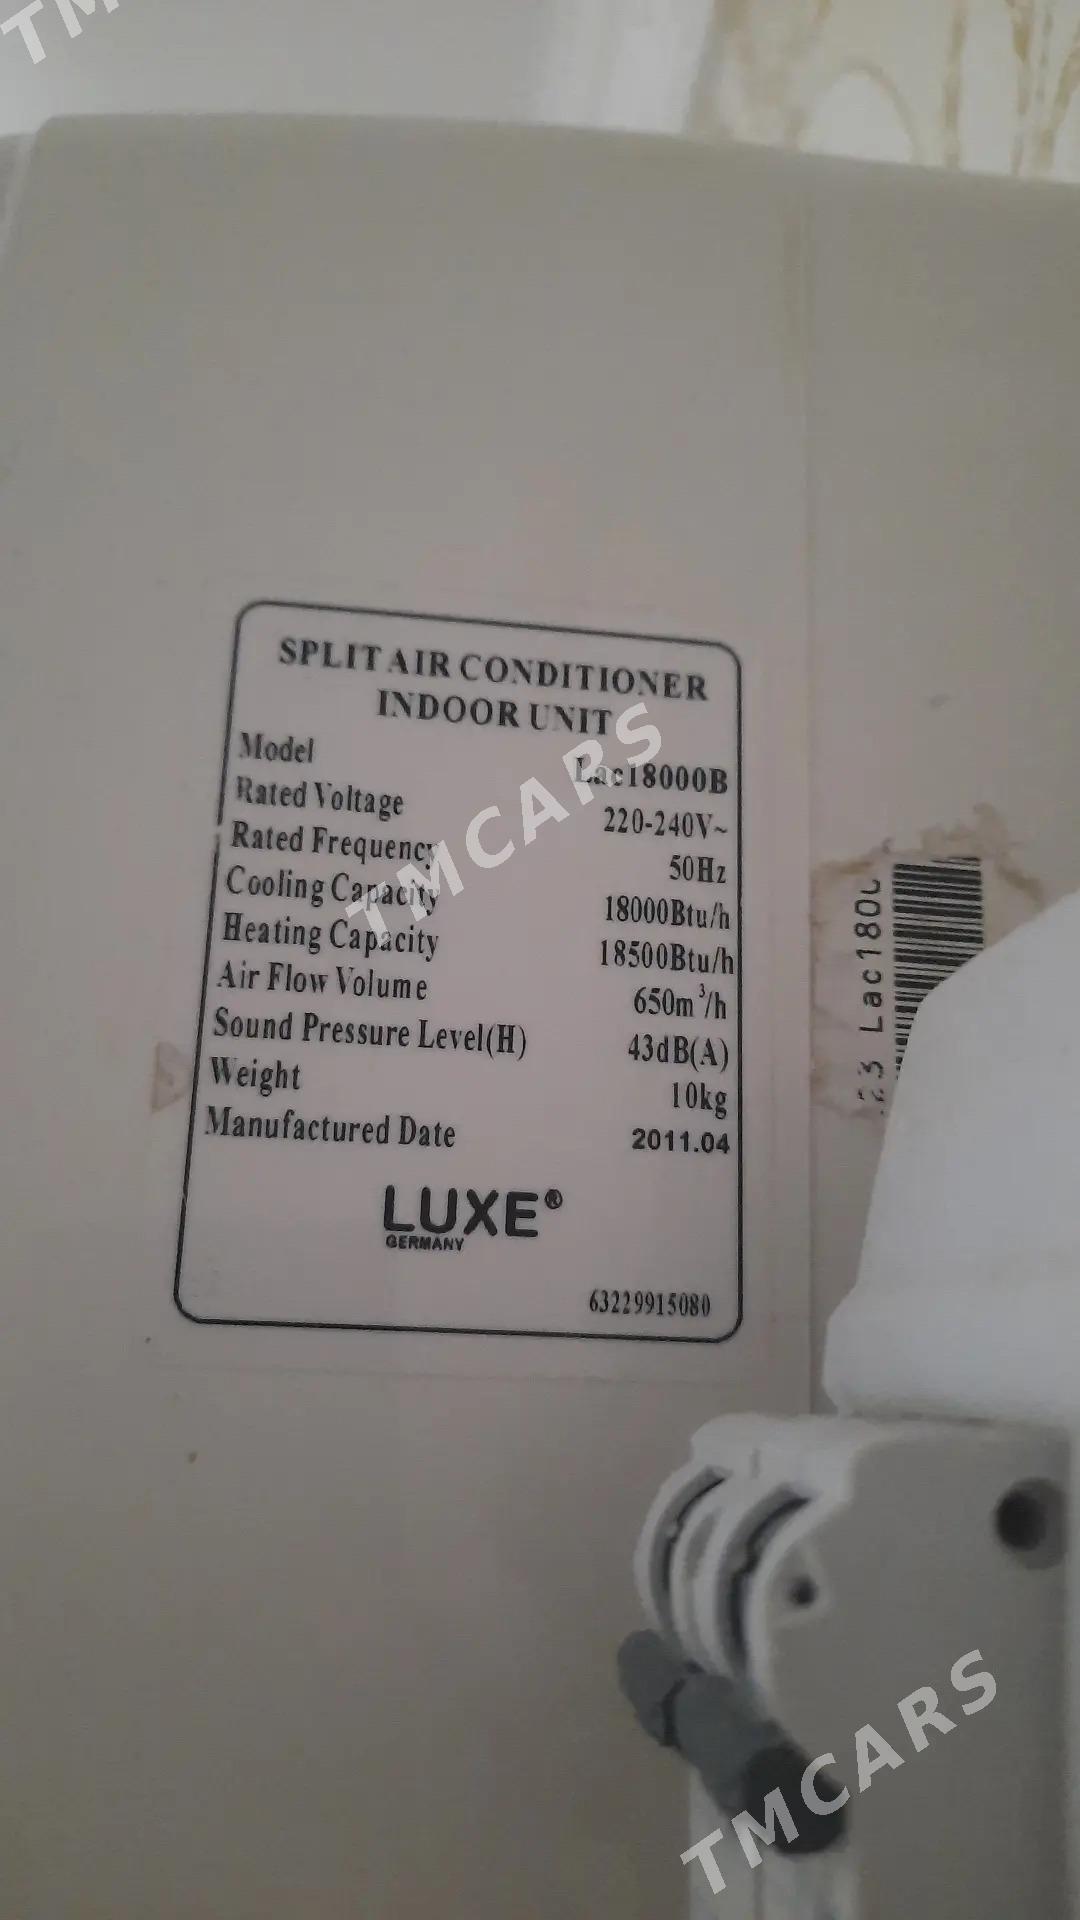 TM
SPLIT AIR CONDITIONER
INDOOR UNIT
Model Lac18000B
Rated Voltage 220-240V~
Rated Frequency 50Hz
Cooling Capacity 18000Btu/h
Heating Capacity 18500Btu/h
Air Flow Volume 650m³/h
Sound Pressure Level(H) 43dB(A)
Weight 10kg
Manufactured Date 2011.04
LUXE®
GERMANY
63229915080
TMCARS
TMCARS